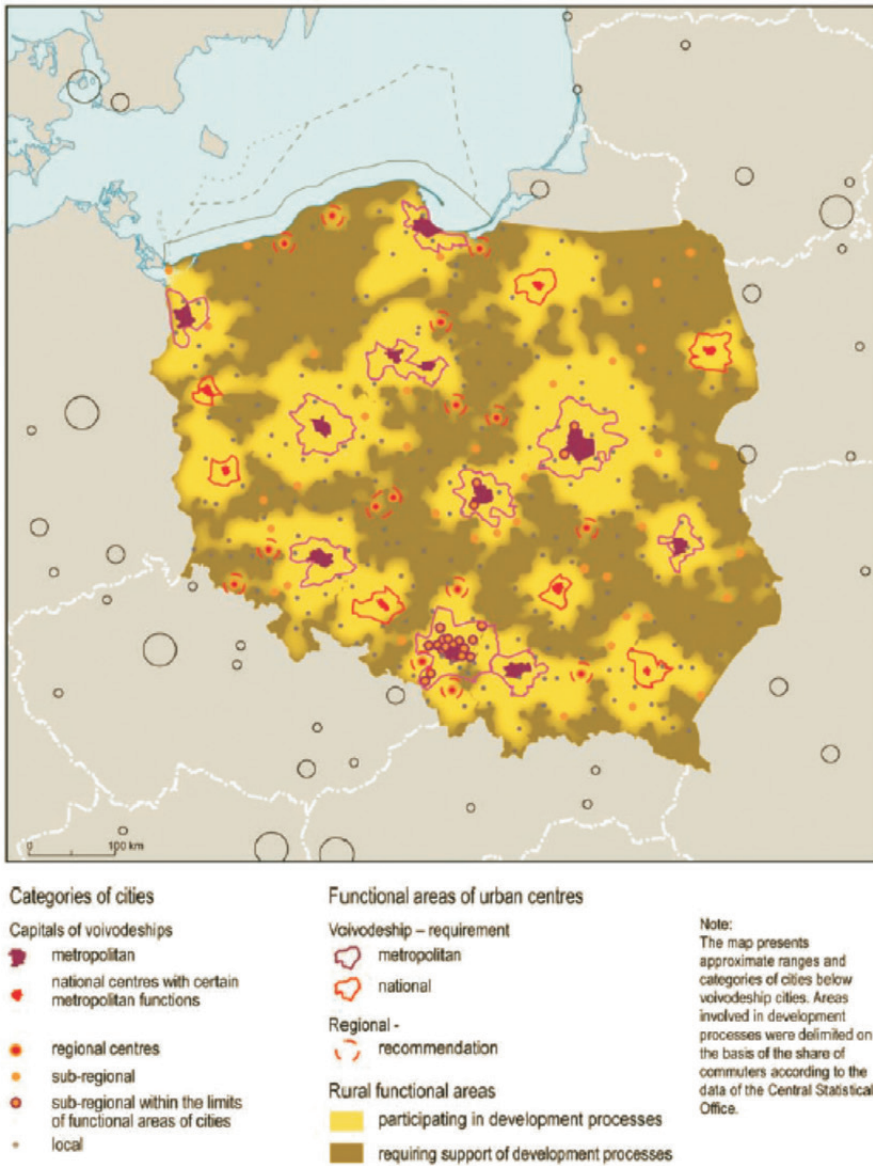 0 100 km
Categories of cities
Capitals of voivodeships
metropolitan
national centres with certain
metropolitan functions
regional centres
sub-regional
sub-regional within the limits
of functional areas of cities
local
Functional areas of urban centres
Voivodeship – requirement
metropolitan
national
Regional -
recommendation
Rural functional areas
participating in development processes
requiring support of development processes
Note:
The map presents
approximate ranges and
categories of cities below
voivodeship cities. Areas
involved in development
processes were delimited on
the basis of the share of
commuters according to the
data of the Central Statistical
Office.